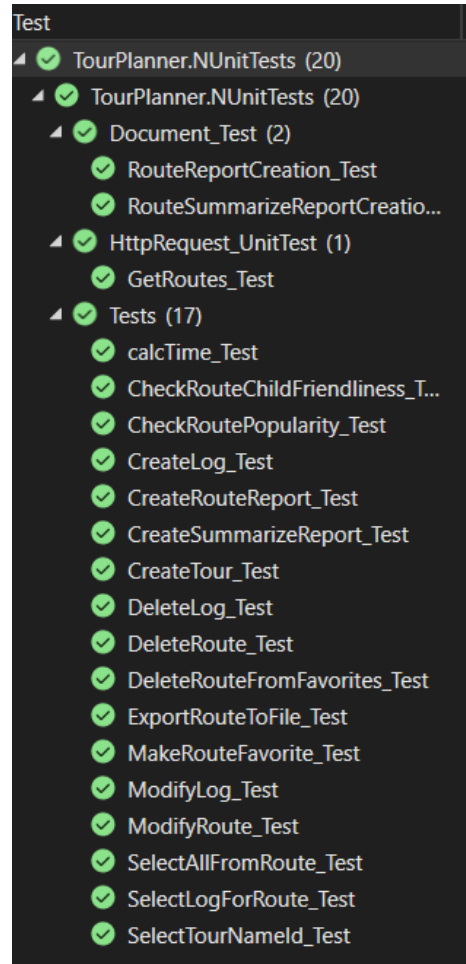 Test
TourPlanner.NUnitTests (20)
TourPlanner.NUnitTests (20)
Document_Test (2)
RouteReportCreation_Test
RouteSummarizeReportCreatio...
HttpRequest_UnitTest (1)
GetRoutes_Test
Tests (17)
calcTime_Test
CheckRouteChildFriendliness_T...
CheckRoutePopularity_Test
CreateLog_Test
CreateRouteReport_Test
CreateSummarizeReport_Test
CreateTour_Test
DeleteLog_Test
DeleteRoute_Test
DeleteRouteFromFavorites_Test
ExportRouteToFile_Test
MakeRouteFavorite_Test
ModifyLog_Test
ModifyRoute_Test
SelectAllFromRoute_Test
SelectLogForRoute_Test
SelectTourNameId_Test